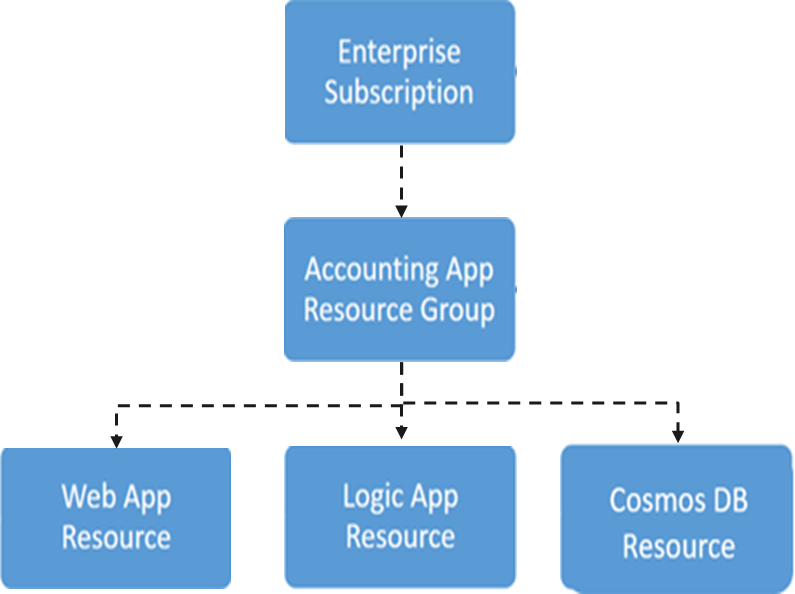 Enterprise
Subscription
Accounting App
Resource Group
Web App
Resource
Logic App
Resource
Cosmos DB
Resource